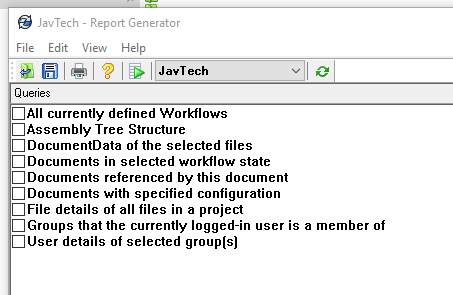 JavTech - Report Generator
File Edit View Help
JavTech
Queries
All currently defined Workflows
Assembly Tree Structure
DocumentData of the selected files
Documents in selected workflow state
Documents referenced by this document
Documents with specified configuration
File details of all files in a project
Groups that the currently logged-in user is a member of
User details of selected group(s)